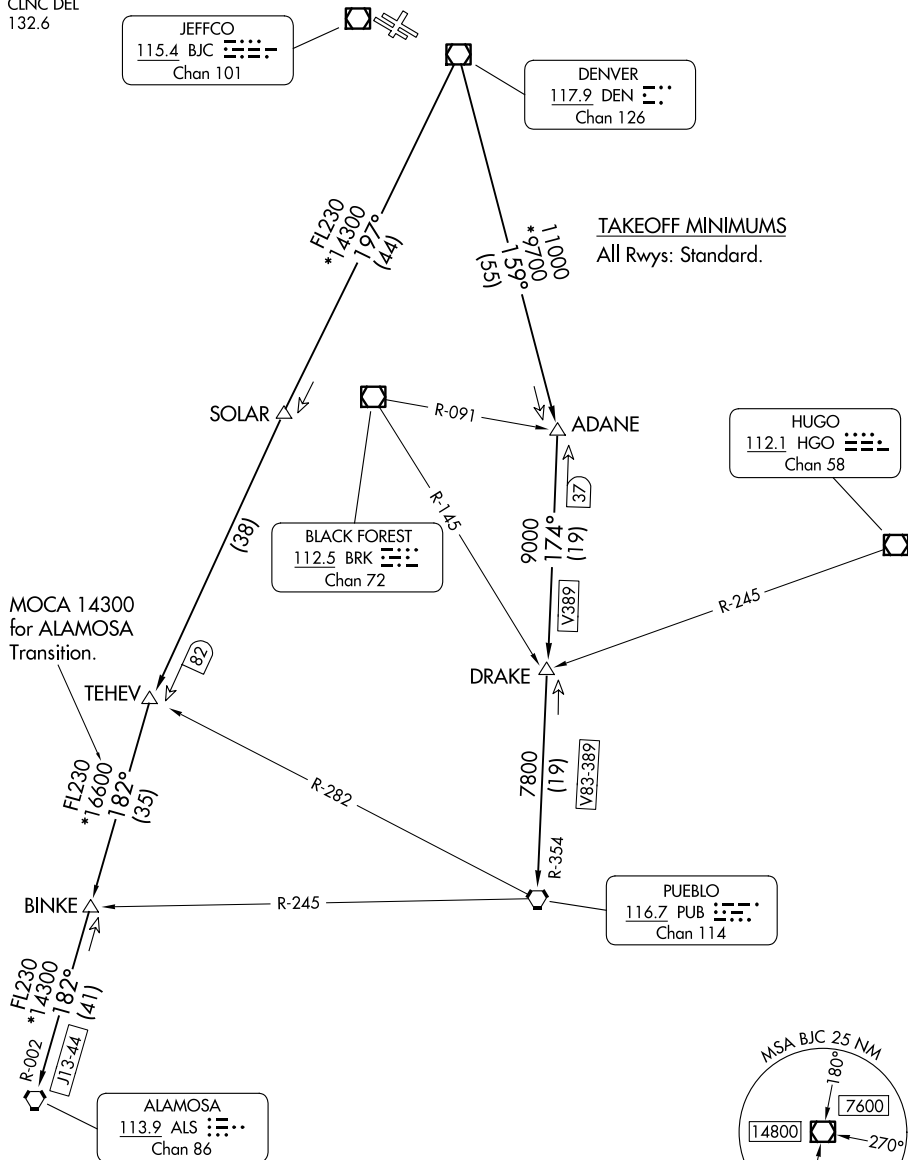 CLNC DEL
132.6
JEFFCO
115.4 BJC
Chan 101
DENVER
117.9 DEN
Chan 126
FL230
*14300
197°
(44)
11000
*9700
159°
(55)
TAKEOFF MINIMUMS
All Rwys: Standard.
SOLAR
R-091
ADANE
HUGO
112.1 HGO
Chan 58
37
R-145
(38)
BLACK FOREST
112.5 BRK
Chan 72
9000
174°
(19)
V389
R-245
MOCA 14300
for ALAMOSA
Transition.
82
TEHEV
DRAKE
FL230
*16600
182°
(35)
R-282
7800
(19)
V83-389
R-354
BINKE
R-245
PUEBLO
116.7 PUB
Chan 114
FL230
*14300
182°
(41)
R-002
J13-44
ALAMOSA
113.9 ALS
Chan 86
MSA BJC 25 NM
180°
7600
14800
270°